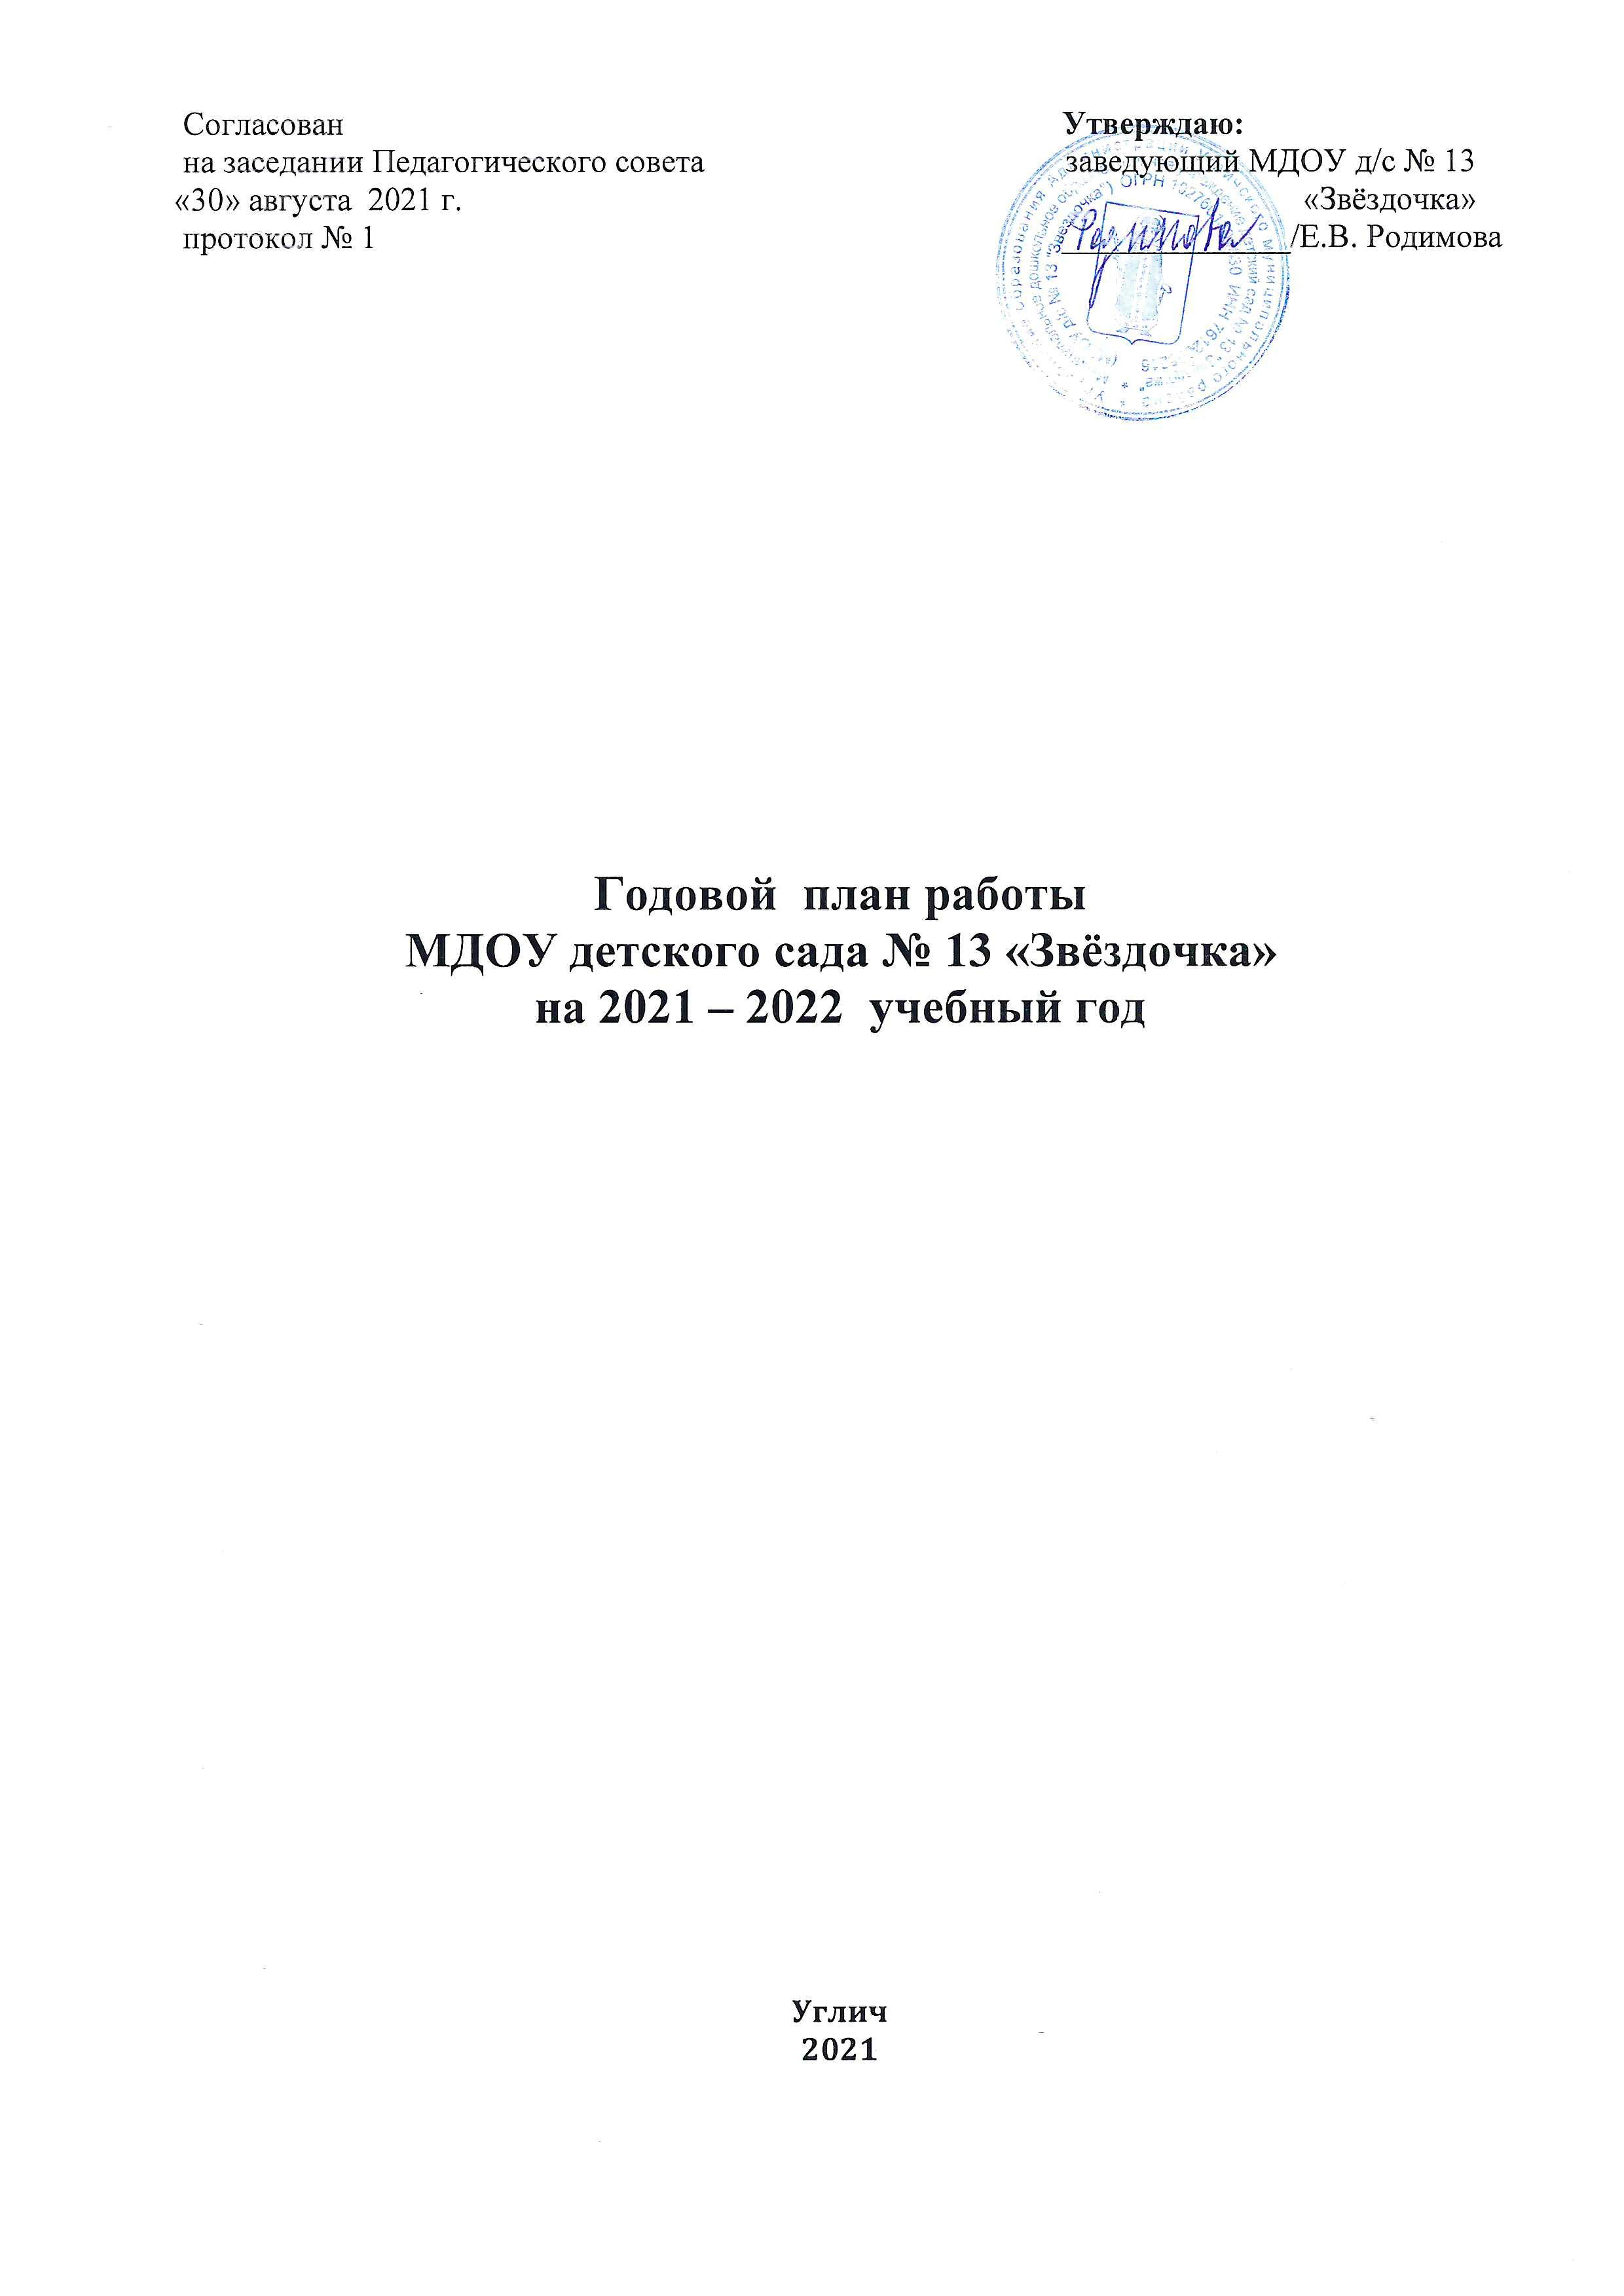 Согласован
на заседании Педагогического совета
«30» августа 2021 г.
протокол № 1
Утверждаю:
заведующий МДОУ д/с № 13
«Звёздочка»
/Е.В. Родимова
Годовой план работы
МДОУ детского сада № 13 «Звёздочка»
на 2021 – 2022 учебный год
Углич
2021